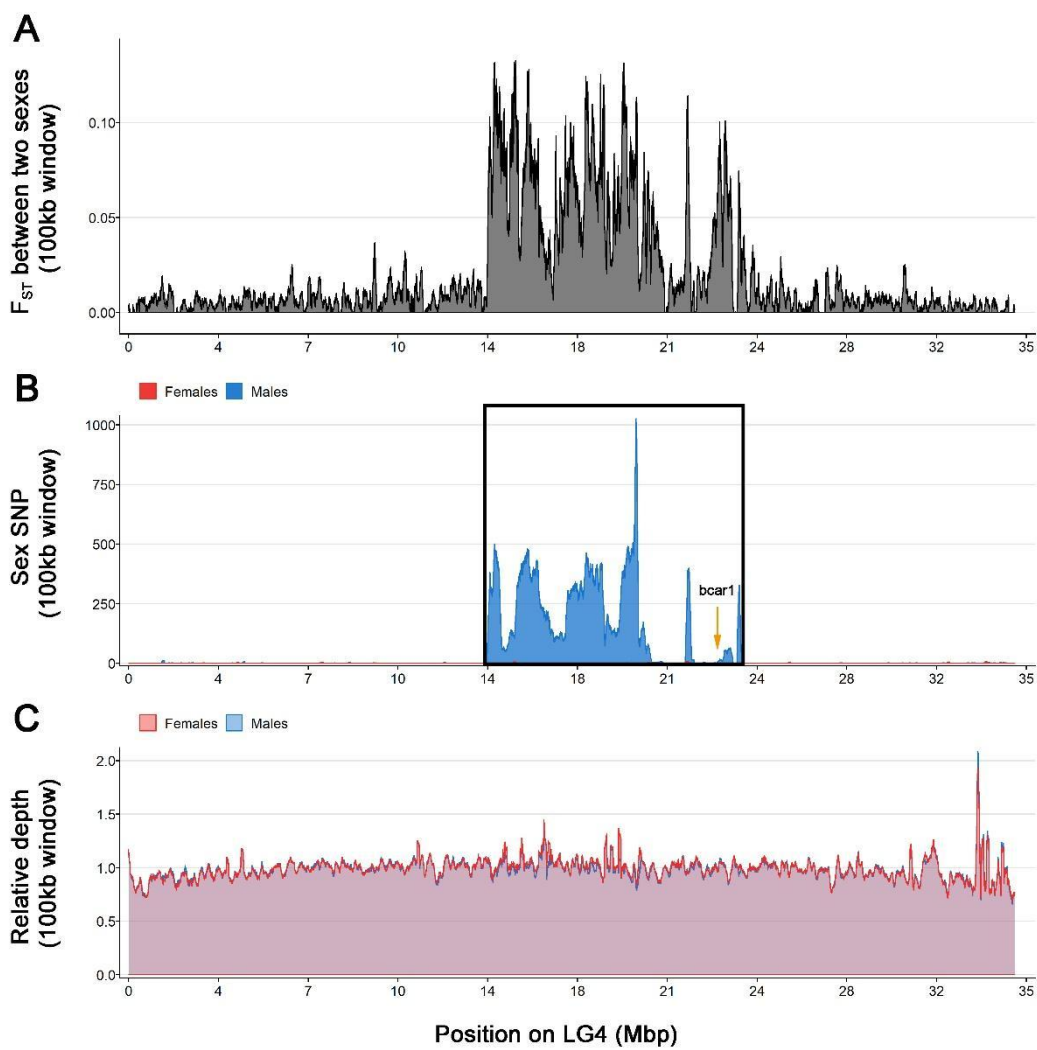 A
F_ST between two sexes
(100kb window)
0.10
0.05
0.00
0 4 7 10 14 18 21 24 28 32 35
B
Females Males
Sex SNP
(100kb window)
1000
750
500
250
0
bcar1
0 4 7 10 14 18 21 24 28 32 35
C
Females Males
Relative depth
(100kb window)
2.0
1.5
1.0
0.5
0.0
0 4 7 10 14 18 21 24 28 32 35
Position on LG4 (Mbp)